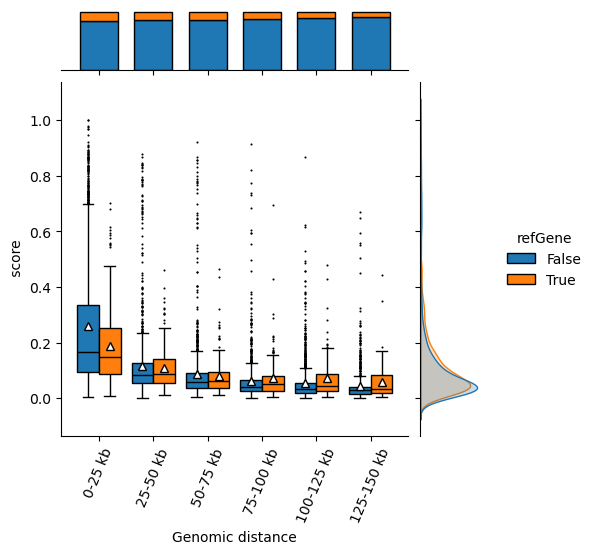 1.0
0.8
0.6
0.4
0.2
0.0
score
refGene
False
True
0-25 kb
25-50 kb
50-75 kb
75-100 kb
100-125 kb
125-150 kb
Genomic distance